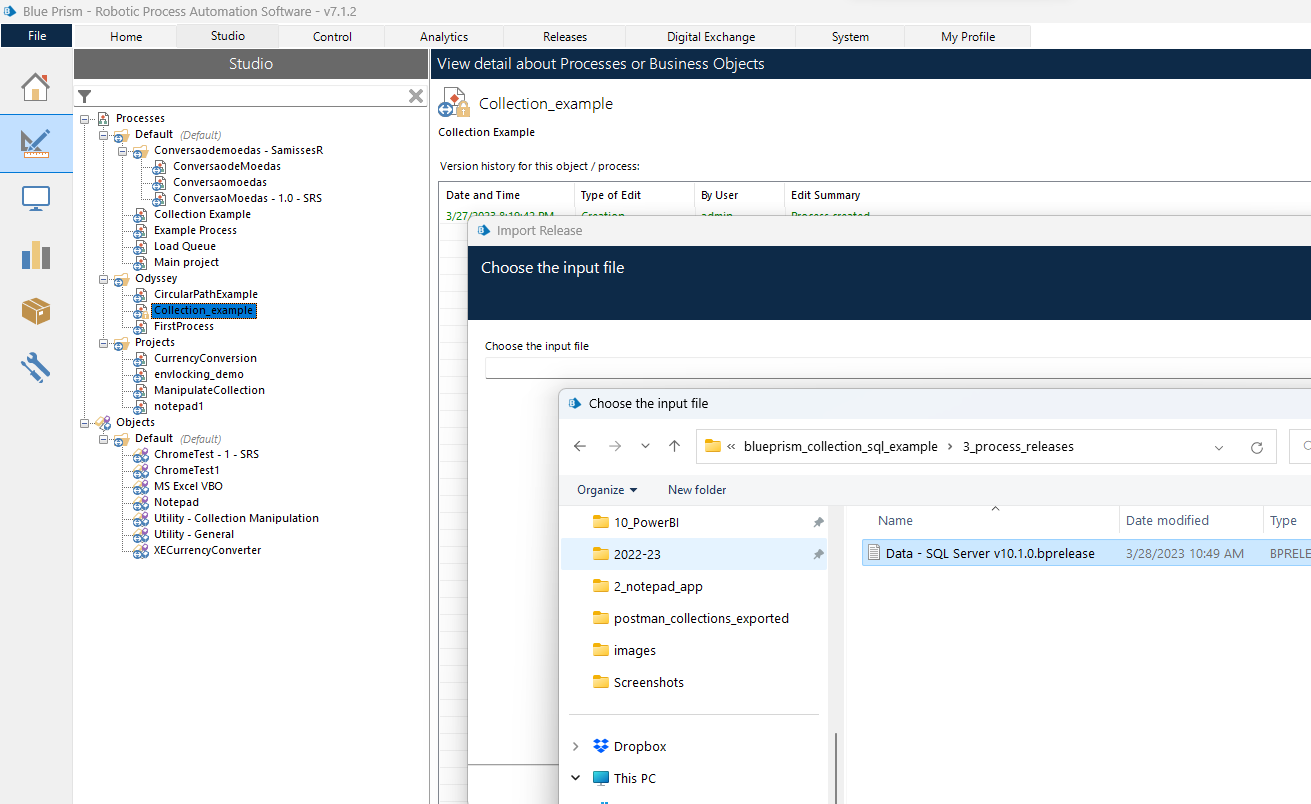 Blue Prism - Robotic Process Automation Software - v7.1.2
File Home Studio Control Analytics Releases Digital Exchange System My Profile
Studio
Processes
Default (Default)
Conversaodemoedas - SamissesR
ConversaodeMoedas
Conversaomoedas
ConversaoMoedas - 1.0 - SRS
Collection Example
Example Process
Load Queue
Main project
Odyssey
CircularPathExample
Collection_example
FirstProcess
Projects
CurrencyConversion
envlocking_demo
ManipulateCollection
notepad1
Objects
Default (Default)
ChromeTest - 1 - SRS
ChromeTest1
MS Excel VBO
Notepad
Utility - Collection Manipulation
Utility - General
XECurrencyConverter
View detail about Processes or Business Objects
Collection_example
Collection Example
Version history for this object / process:
Date and Time Type of Edit By User Edit Summary
3/27/2023 8:19:42 PM Creation admin Process created
Import Release
Choose the input file
Choose the input file
Choose the input file
« blueprism_collection_sql_example › 3_process_releases
Organize New folder
10_PowerBI
2022-23
2_notepad_app
postman_collections_exported
images
Screenshots
Dropbox
This PC
Name Date modified Type
Data - SQL Server v10.1.0.bprelease 3/28/2023 10:49 AM BPRELE